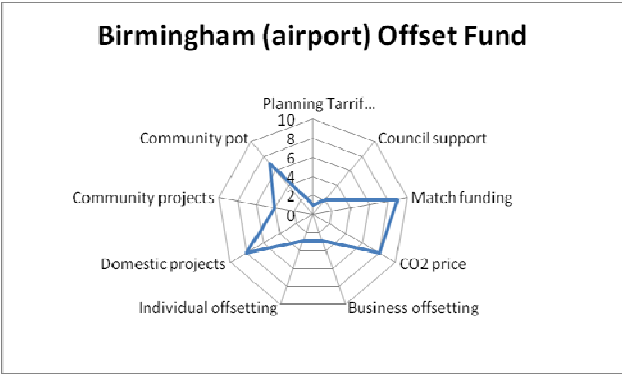 Birmingham (airport) Offset Fund
Planning Tarrif...
10
8
6
4
2
0
Council support
Match funding
CO2 price
Business offsetting
Individual offsetting
Domestic projects
Community projects
Community pot